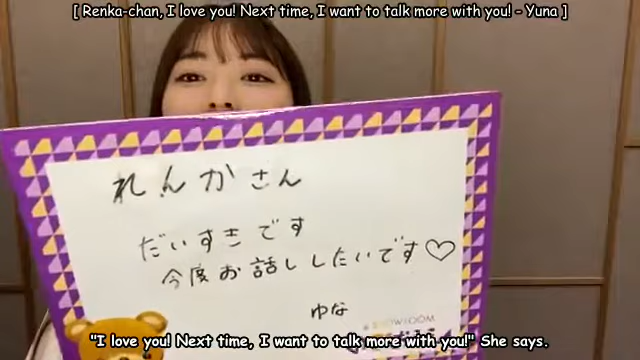 [ Renka-chan, I love you! Next time, I want to talk more with you! - Yuna ]
れんかさん
だいすきです
今度お話ししたいです♡
ゆな
"I love you! Next time, I want to talk more with you!" She says.